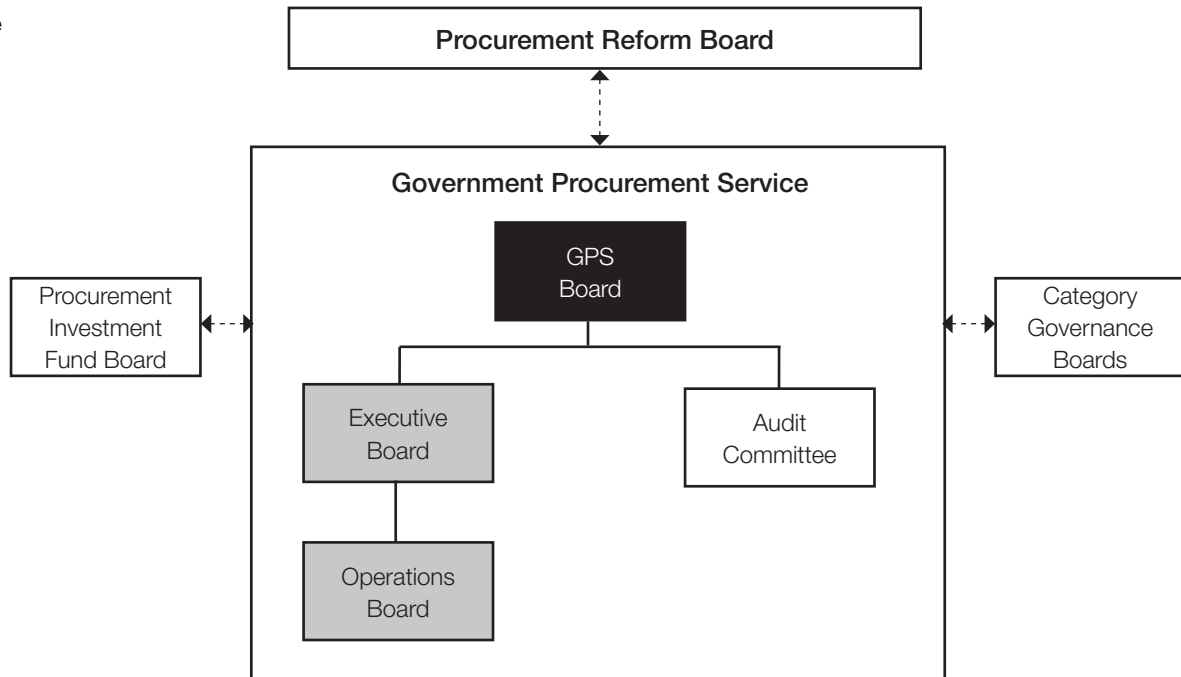 Procurement Reform Board
Government Procurement Service
GPS
Board
Procurement
Investment
Fund Board
Category
Governance
Boards
Executive
Board
Audit
Committee
Operations
Board